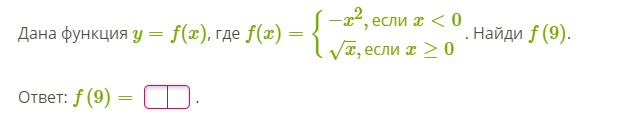 Дана функция y = f(x), где f(x) = { −x², если x < 0
√x, если x ≥ 0 . Найди f (9).
Ответ: f (9) = .